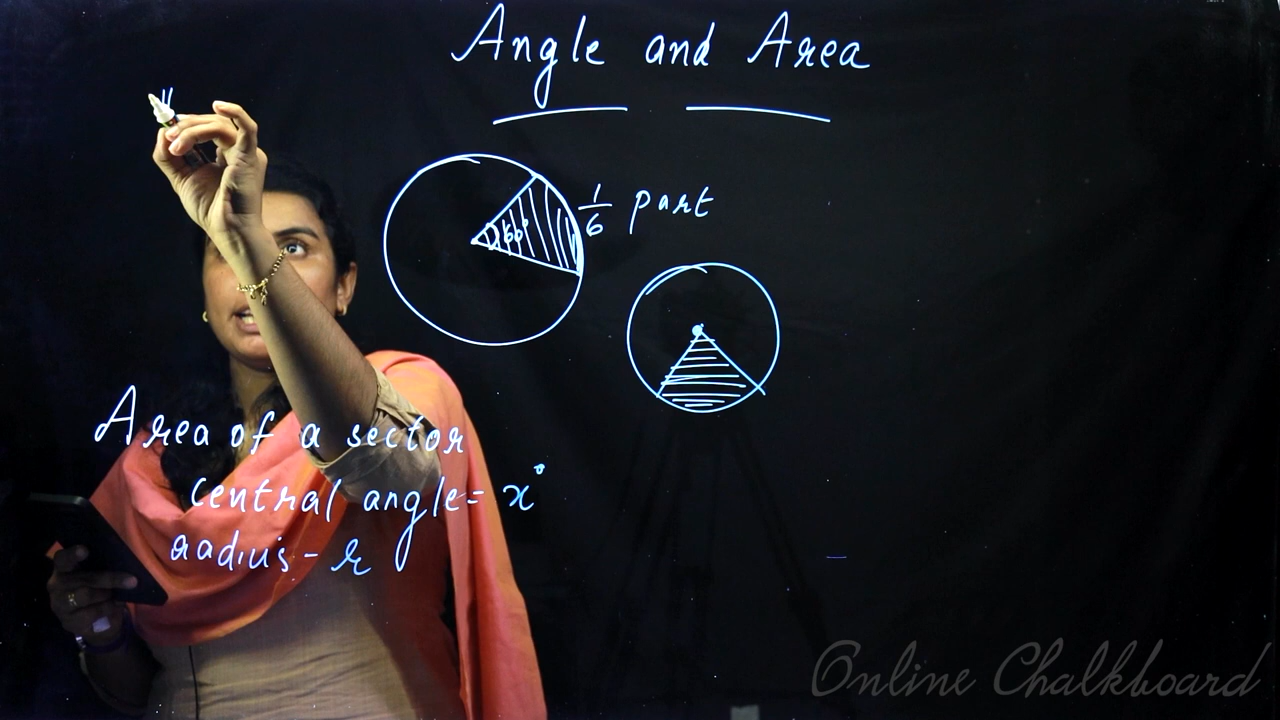 Angle and Area
60°
1/6 part
Area of a sector
central angle = x°
radius - r
Online Chalkboard